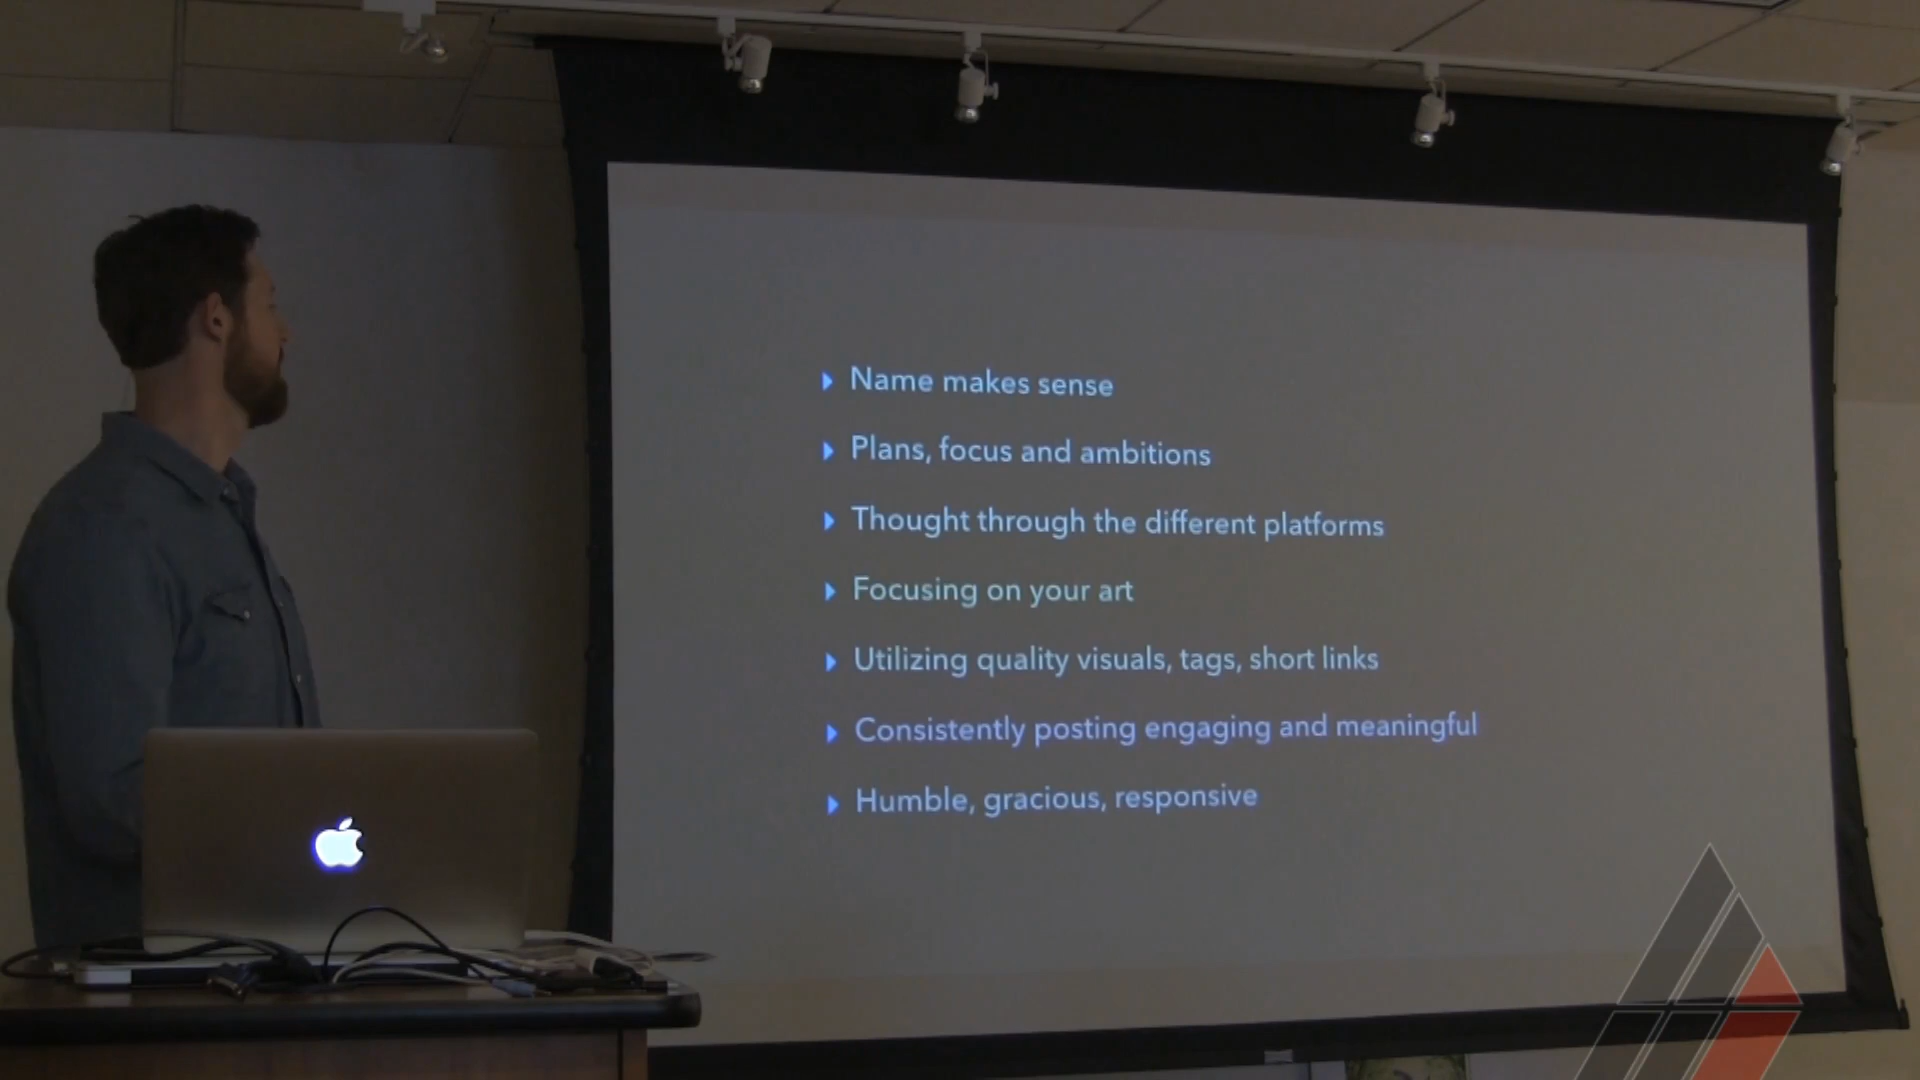 Name makes sense
Plans, focus and ambitions
Thought through the different platforms
Focusing on your art
Utilizing quality visuals, tags, short links
Consistently posting engaging and meaningful
Humble, gracious, responsive